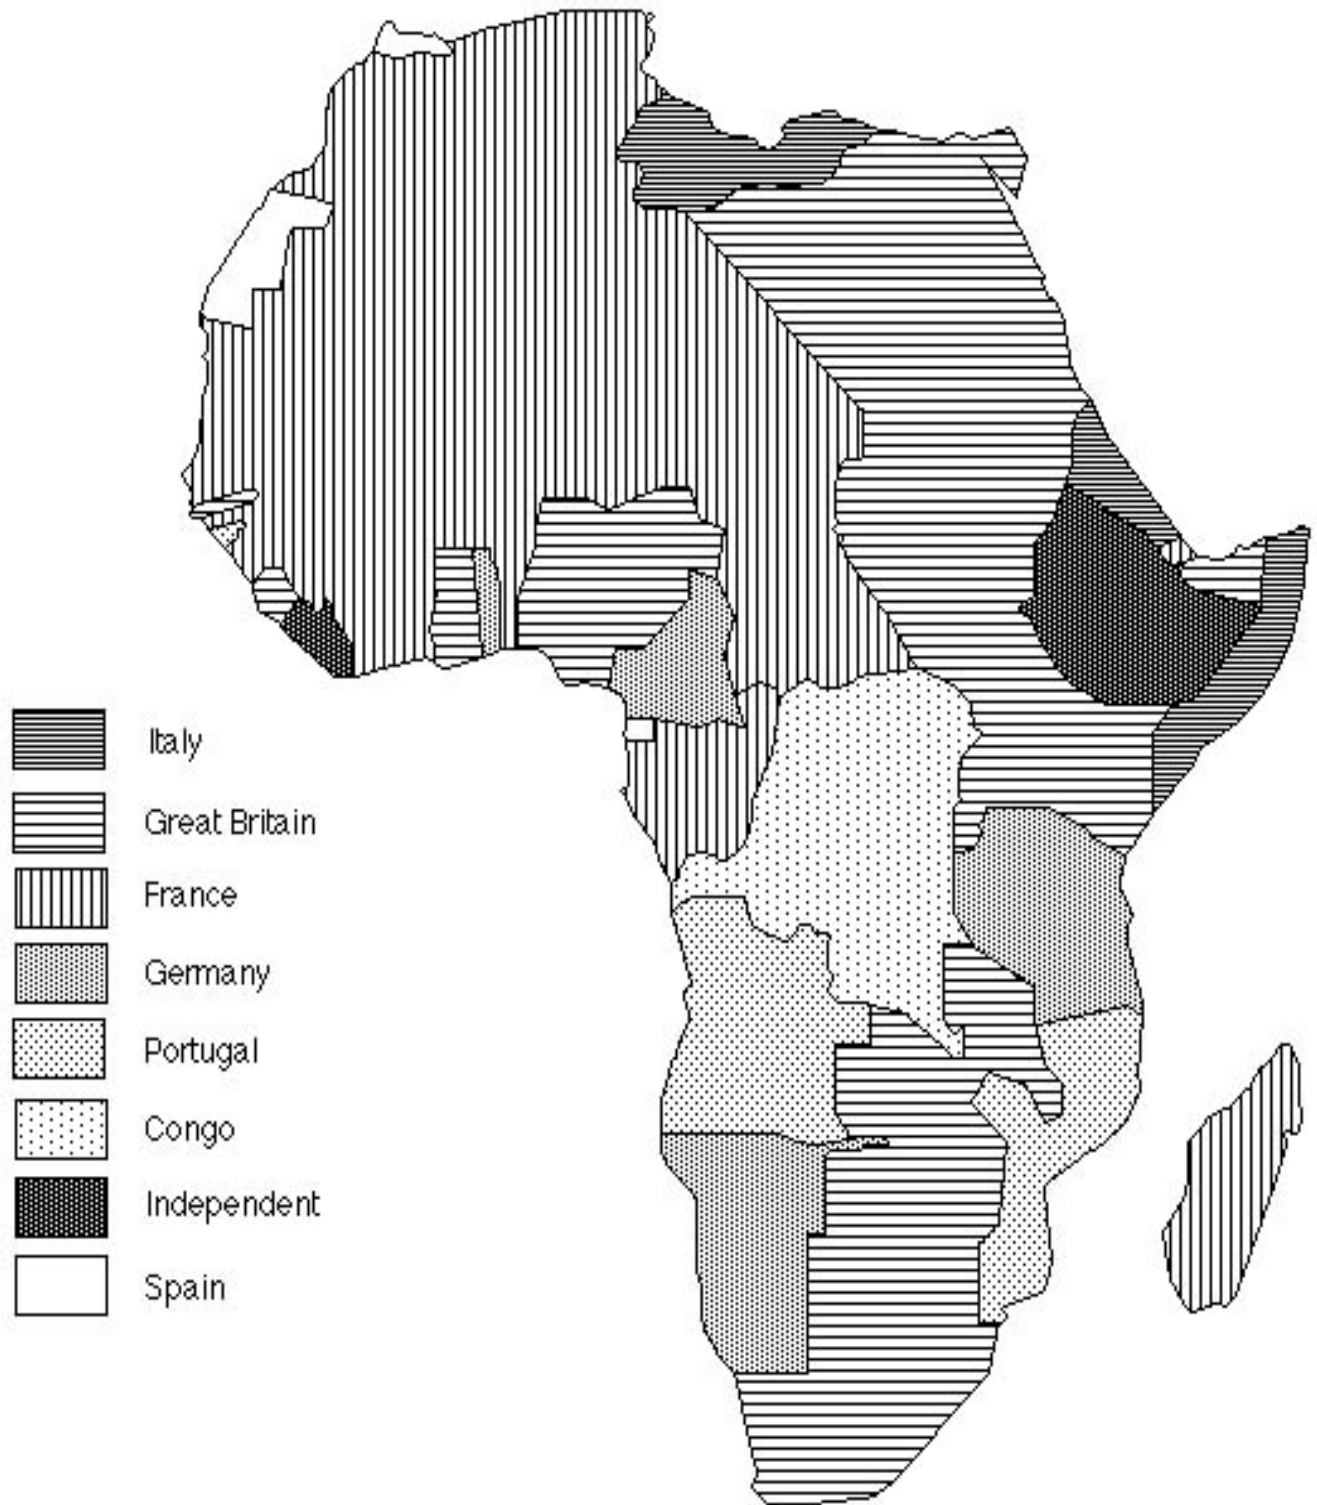 Italy
Great Britain
France
Germany
Portugal
Congo
Independent
Spain